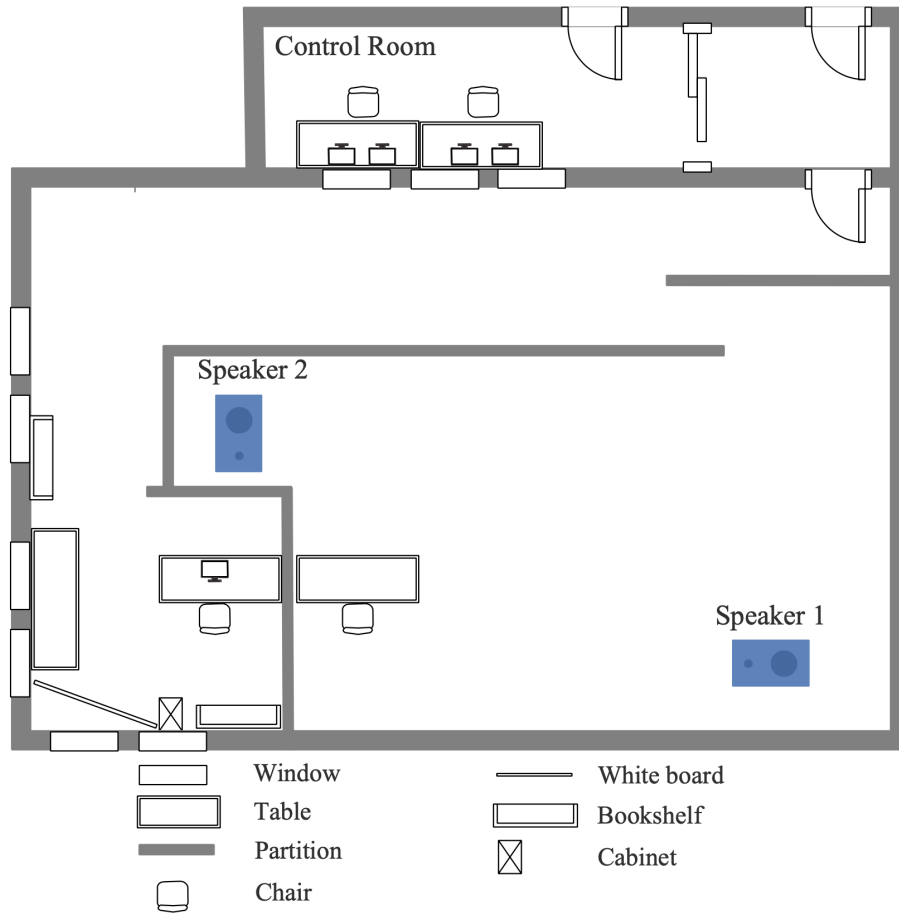 Control Room
Speaker 2
Speaker 1
Window
White board
Table
Bookshelf
Partition
Cabinet
Chair